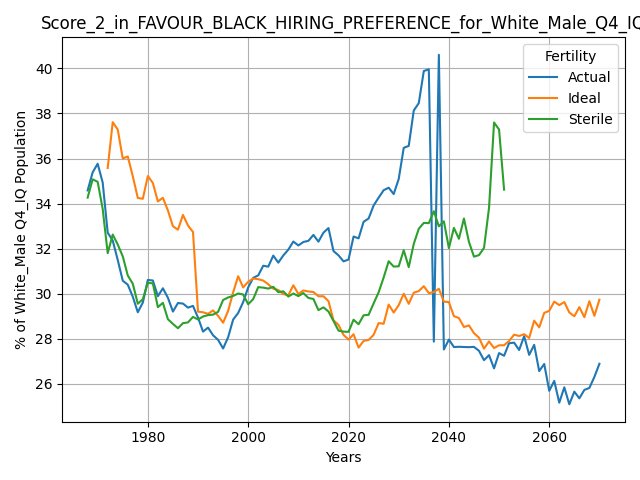 Score_2_in_FAVOUR_BLACK_HIRING_PREFERENCE_for_White_Male_Q4_IQ
Fertility
Actual
Ideal
Sterile
% of White_Male Q4_IQ Population
40
38
36
34
32
30
28
26
1980
2000
2020
2040
2060
Years